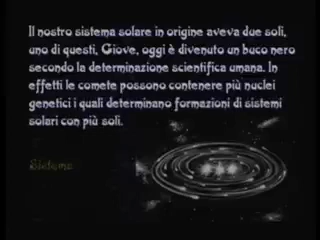 Il nostro sistema solare in origine aveva due soli,
uno di questi, Giove, oggi è divenuto un buco nero
secondo la determinazione scientifica umana. In
effetti le comete possono contenere più nuclei
genetici i quali determinano formazioni di sistemi
solari con più soli.
Sistema